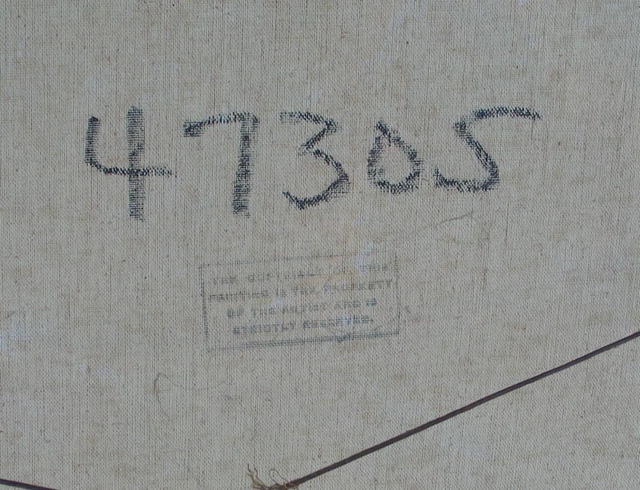 47305
THE COPYRIGHT OF THIS
PAINTING IS THE PROPERTY
OF THE ARTIST AND IS
STRICTLY RESERVED.